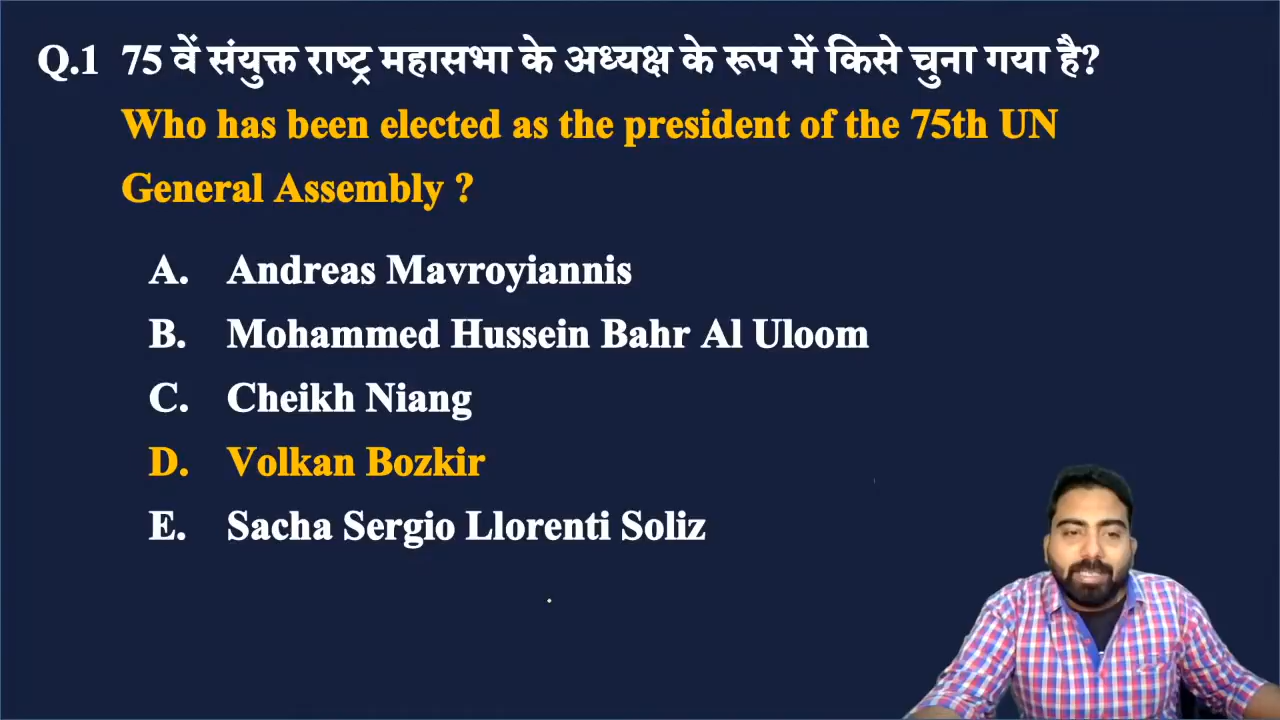 Q.1 75 वें संयुक्त राष्ट्र महासभा के अध्यक्ष के रूप में किसे चुना गया है?
Who has been elected as the president of the 75th UN
General Assembly ?
A. Andreas Mavroyiannis
B. Mohammed Hussein Bahr Al Uloom
C. Cheikh Niang
D. Volkan Bozkir
E. Sacha Sergio Llorenti Soliz